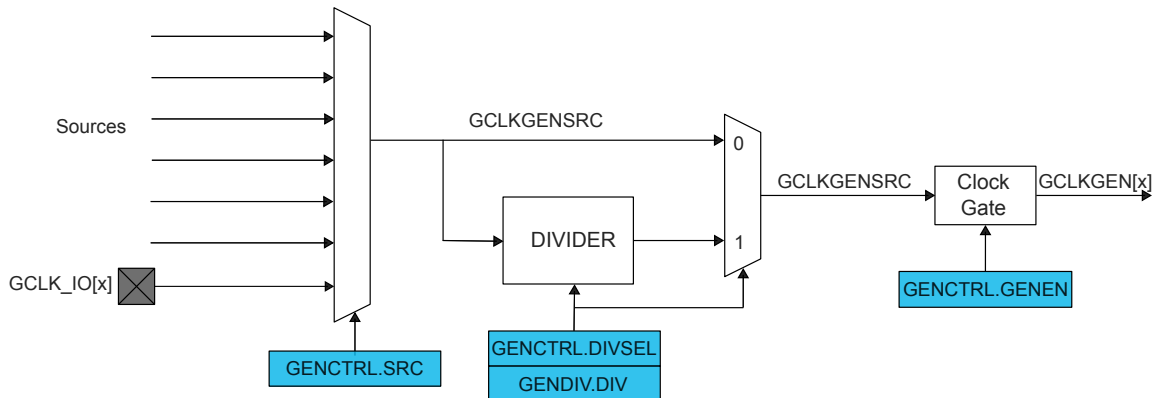 Sources
GCLK_IO[x]
GENCTRL.SRC
GCLKGENSRC
DIVIDER
GENCTRL.DIVSEL
GENDIV.DIV
0
1
GCLKGENSRC
Clock
Gate
GENCTRL.GENEN
GCLKGEN[x]